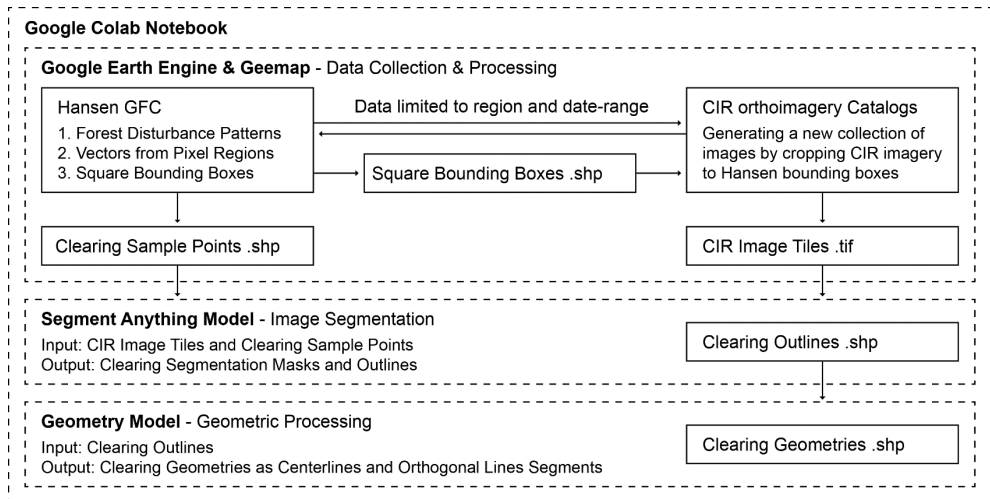 Google Colab Notebook
Google Earth Engine & Geemap - Data Collection & Processing
Hansen GFC
1. Forest Disturbance Patterns
2. Vectors from Pixel Regions
3. Square Bounding Boxes
Data limited to region and date-range
CIR orthoimagery Catalogs
Generating a new collection of
images by cropping CIR imagery
to Hansen bounding boxes
Square Bounding Boxes .shp
Clearing Sample Points .shp
CIR Image Tiles .tif
Segment Anything Model - Image Segmentation
Input: CIR Image Tiles and Clearing Sample Points
Output: Clearing Segmentation Masks and Outlines
Clearing Outlines .shp
Geometry Model - Geometric Processing
Input: Clearing Outlines
Output: Clearing Geometries as Centerlines and Orthogonal Lines Segments
Clearing Geometries .shp